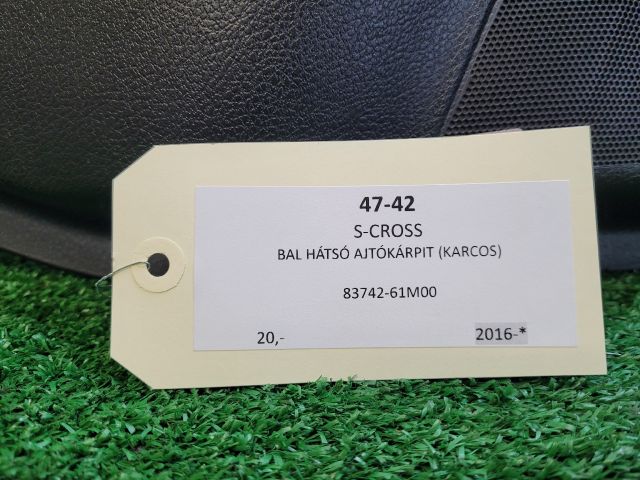 47-42
S-CROSS
BAL HÁTSÓ AJTÓKÁRPIT (KARCOS)
83742-61M00
20,- 2016-*